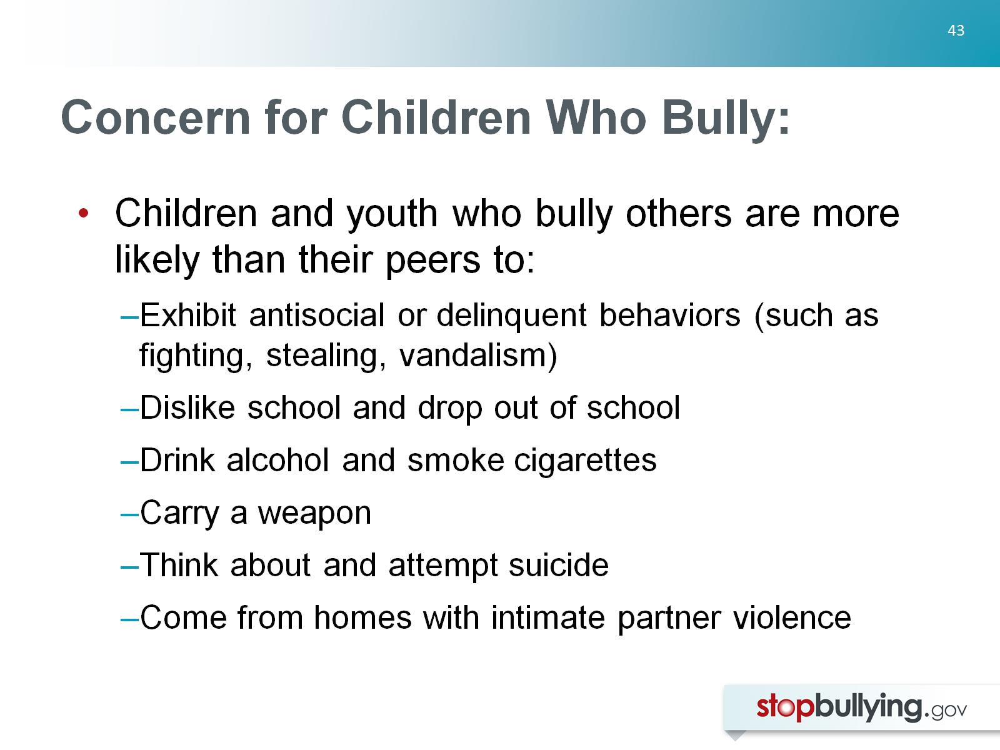 43
Concern for Children Who Bully:
• Children and youth who bully others are more
likely than their peers to:
–Exhibit antisocial or delinquent behaviors (such as
fighting, stealing, vandalism)
–Dislike school and drop out of school
–Drink alcohol and smoke cigarettes
–Carry a weapon
–Think about and attempt suicide
–Come from homes with intimate partner violence
stopbullying.gov